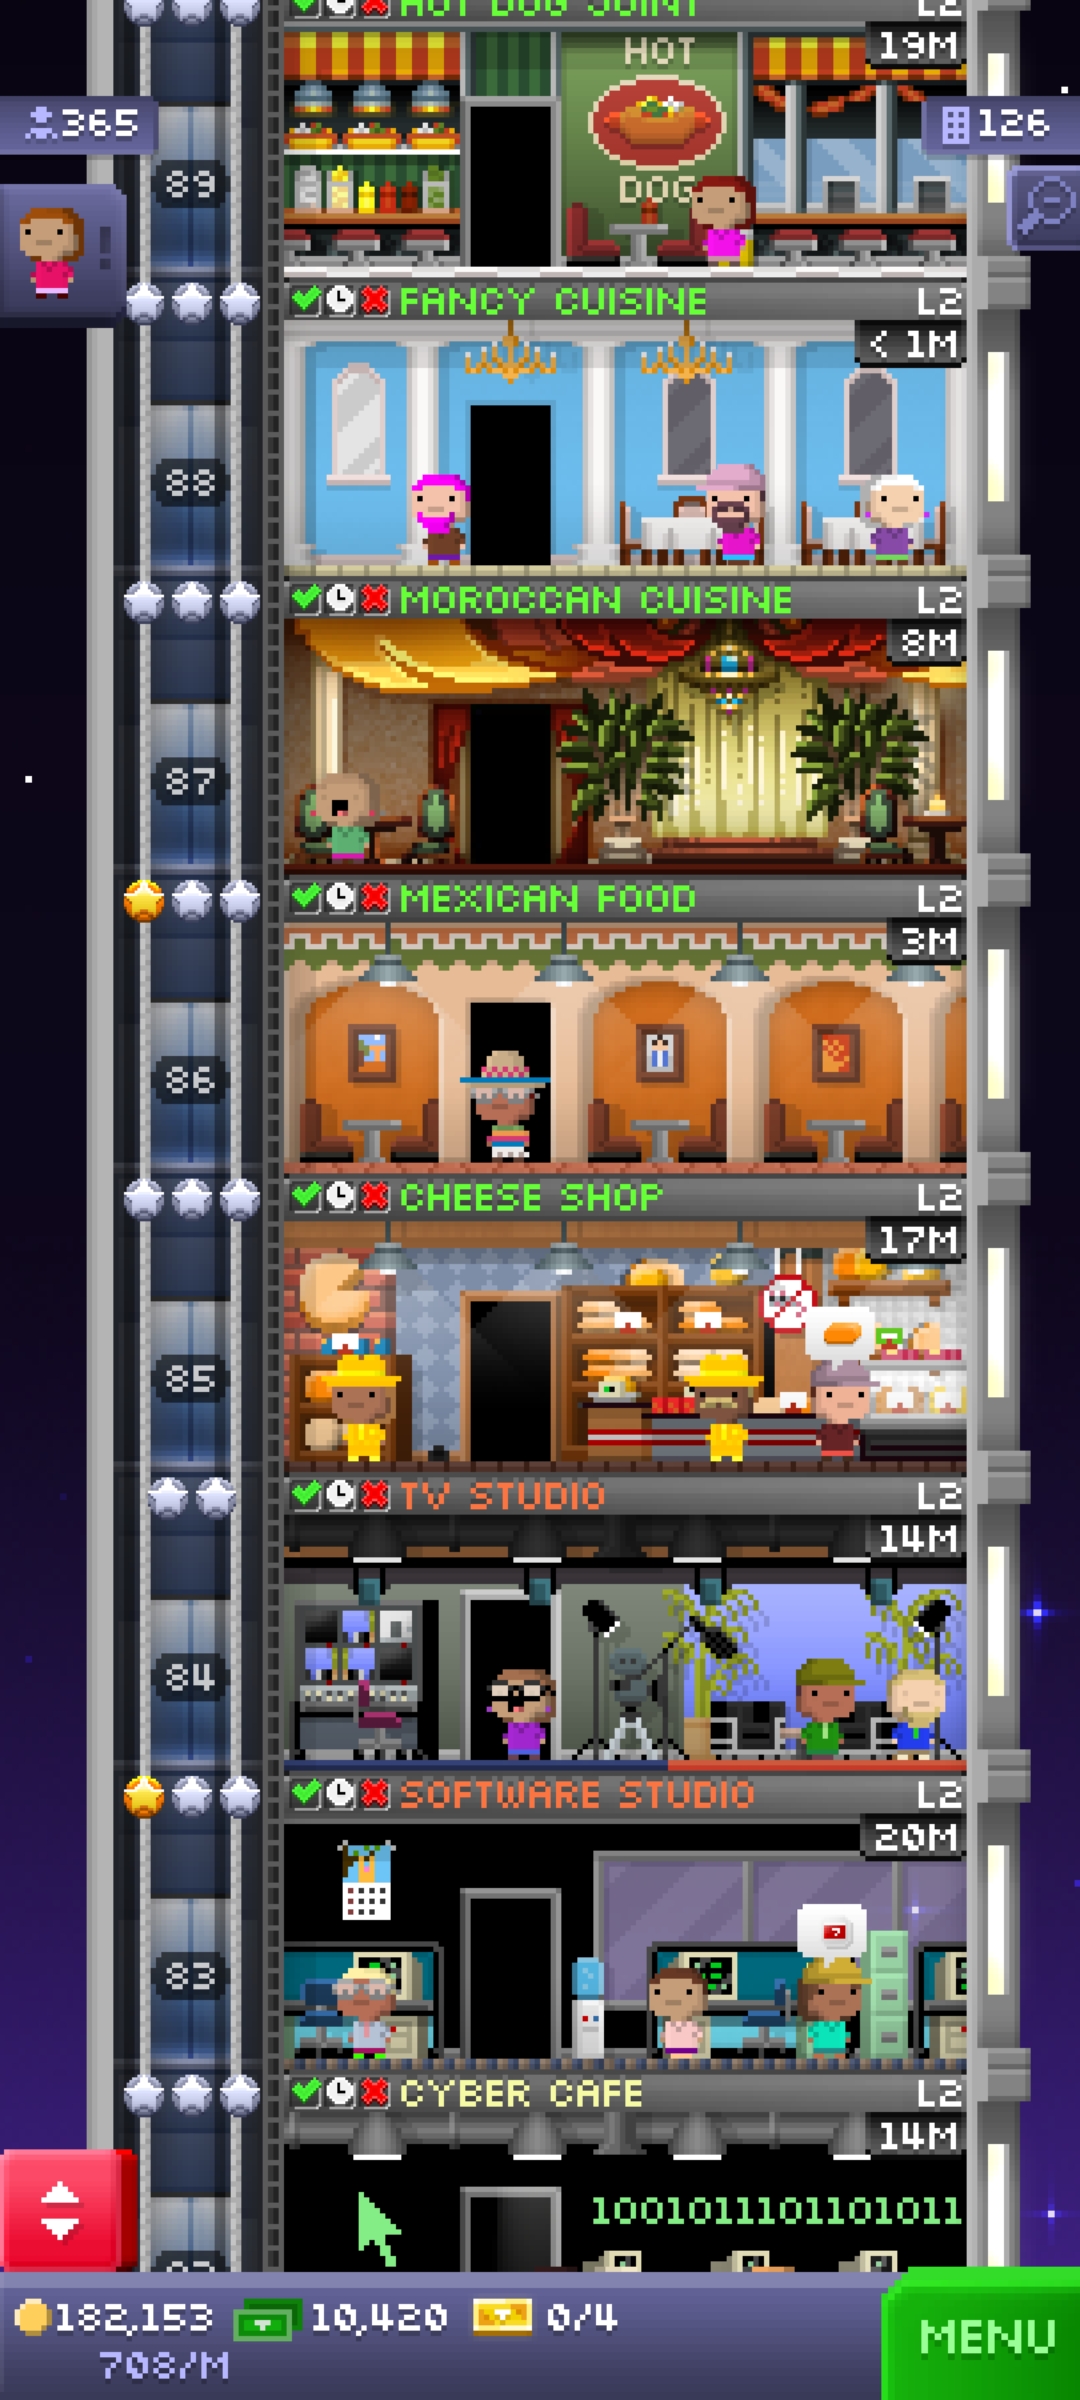 HOT DOG JOINT L2
19M
HOT
DOG
365
126
89
FANCY CUISINE L2
< 1M
88
MOROCCAN CUISINE L2
8M
87
MEXICAN FOOD L2
3M
86
CHEESE SHOP L2
17M
85
TV STUDIO L2
14M
84
SOFTWARE STUDIO L2
20M
?
83
CYBER CAFE L2
14M
1001011101101011
182,153 10,420 0/4
708/M
MENU